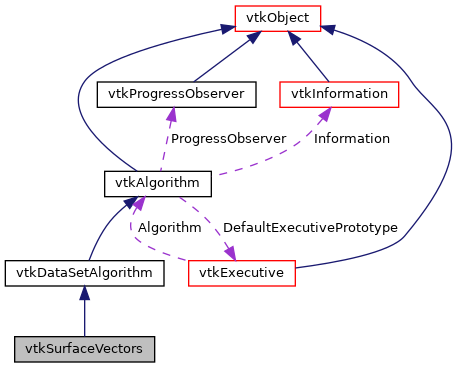 vtkObject
vtkProgressObserver
vtkInformation
ProgressObserver
Information
vtkAlgorithm
Algorithm
DefaultExecutivePrototype
vtkDataSetAlgorithm
vtkExecutive
vtkSurfaceVectors